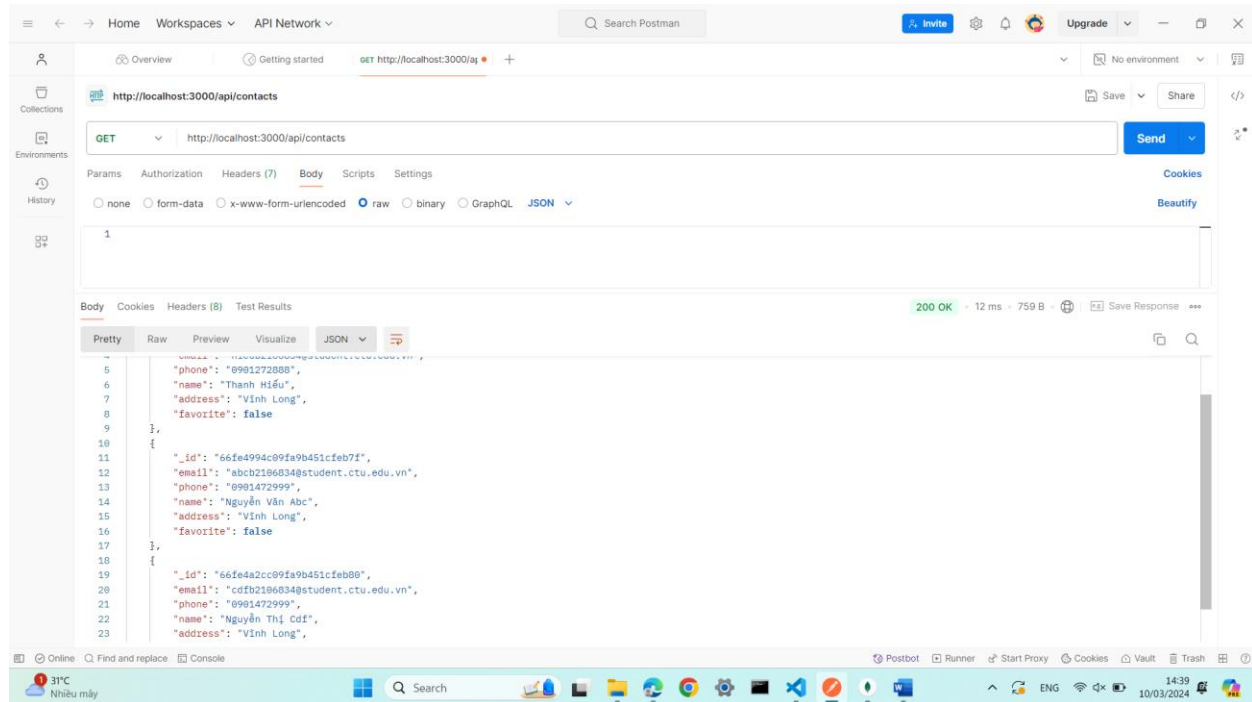 Home Workspaces API Network Search Postman Invite Upgrade
Overview Getting started GET http://localhost:3000/ap No environment
http://localhost:3000/api/contacts Save Share
Collections
GET http://localhost:3000/api/contacts Send
Environments
Params Authorization Headers (7) Body Scripts Settings Cookies
History
none form-data x-www-form-urlencoded raw binary GraphQL JSON Beautify
1
Body Cookies Headers (8) Test Results 200 OK 12 ms 759 B Save Response
Pretty Raw Preview Visualize JSON
5 "phone": "0901272888",
6 "name": "Thanh Hiếu",
7 "address": "Vĩnh Long",
8 "favorite": false
9 },
10 {
11 "_id": "66fe4994c09fa9b451cfeb7f",
12 "email": "abcb2106834@student.ctu.edu.vn",
13 "phone": "0901472999",
14 "name": "Nguyễn Văn Abc",
15 "address": "Vĩnh Long",
16 "favorite": false
17 },
18 {
19 "_id": "66fe4a2cc09fa9b451cfeb80",
20 "email": "cdfb2106834@student.ctu.edu.vn",
21 "phone": "0901472999",
22 "name": "Nguyễn Thị Cdf",
23 "address": "Vĩnh Long",
Online Find and replace Console Postbot Runner Start Proxy Cookies Vault Trash
1 31°C
Nhiều mây
Search
ENG
14:39
10/03/2024